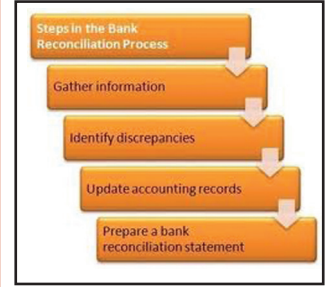 Steps in the Bank
Reconciliation Process
Gather information
Identify discrepancies
Update accounting records
Prepare a bank
reconciliation statement